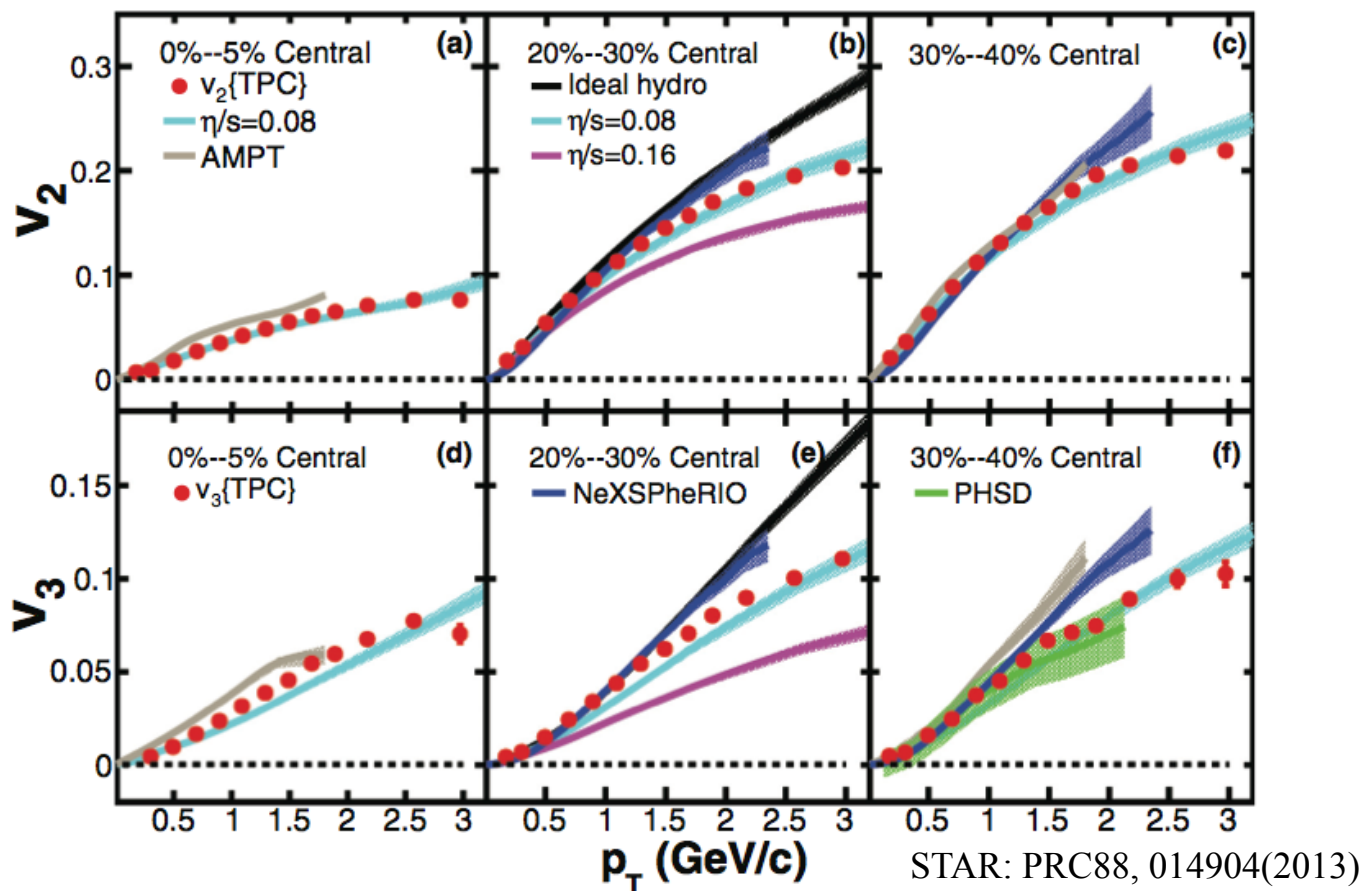 0%--5% Central (a)
v2{TPC}
η/s=0.08
AMPT
20%--30% Central (b)
Ideal hydro
η/s=0.08
η/s=0.16
30%--40% Central (c)
0.3
0.2
0.1
0
v2
0%--5% Central (d)
v3{TPC}
20%--30% Central (e)
NeXSPheRIO
30%--40% Central (f)
PHSD
0.15
0.1
0.05
0
v3
0.5 1 1.5 2 2.5 3 0.5 1 1.5 2 2.5 3 0.5 1 1.5 2 2.5 3
pT (GeV/c)
STAR: PRC88, 014904(2013)